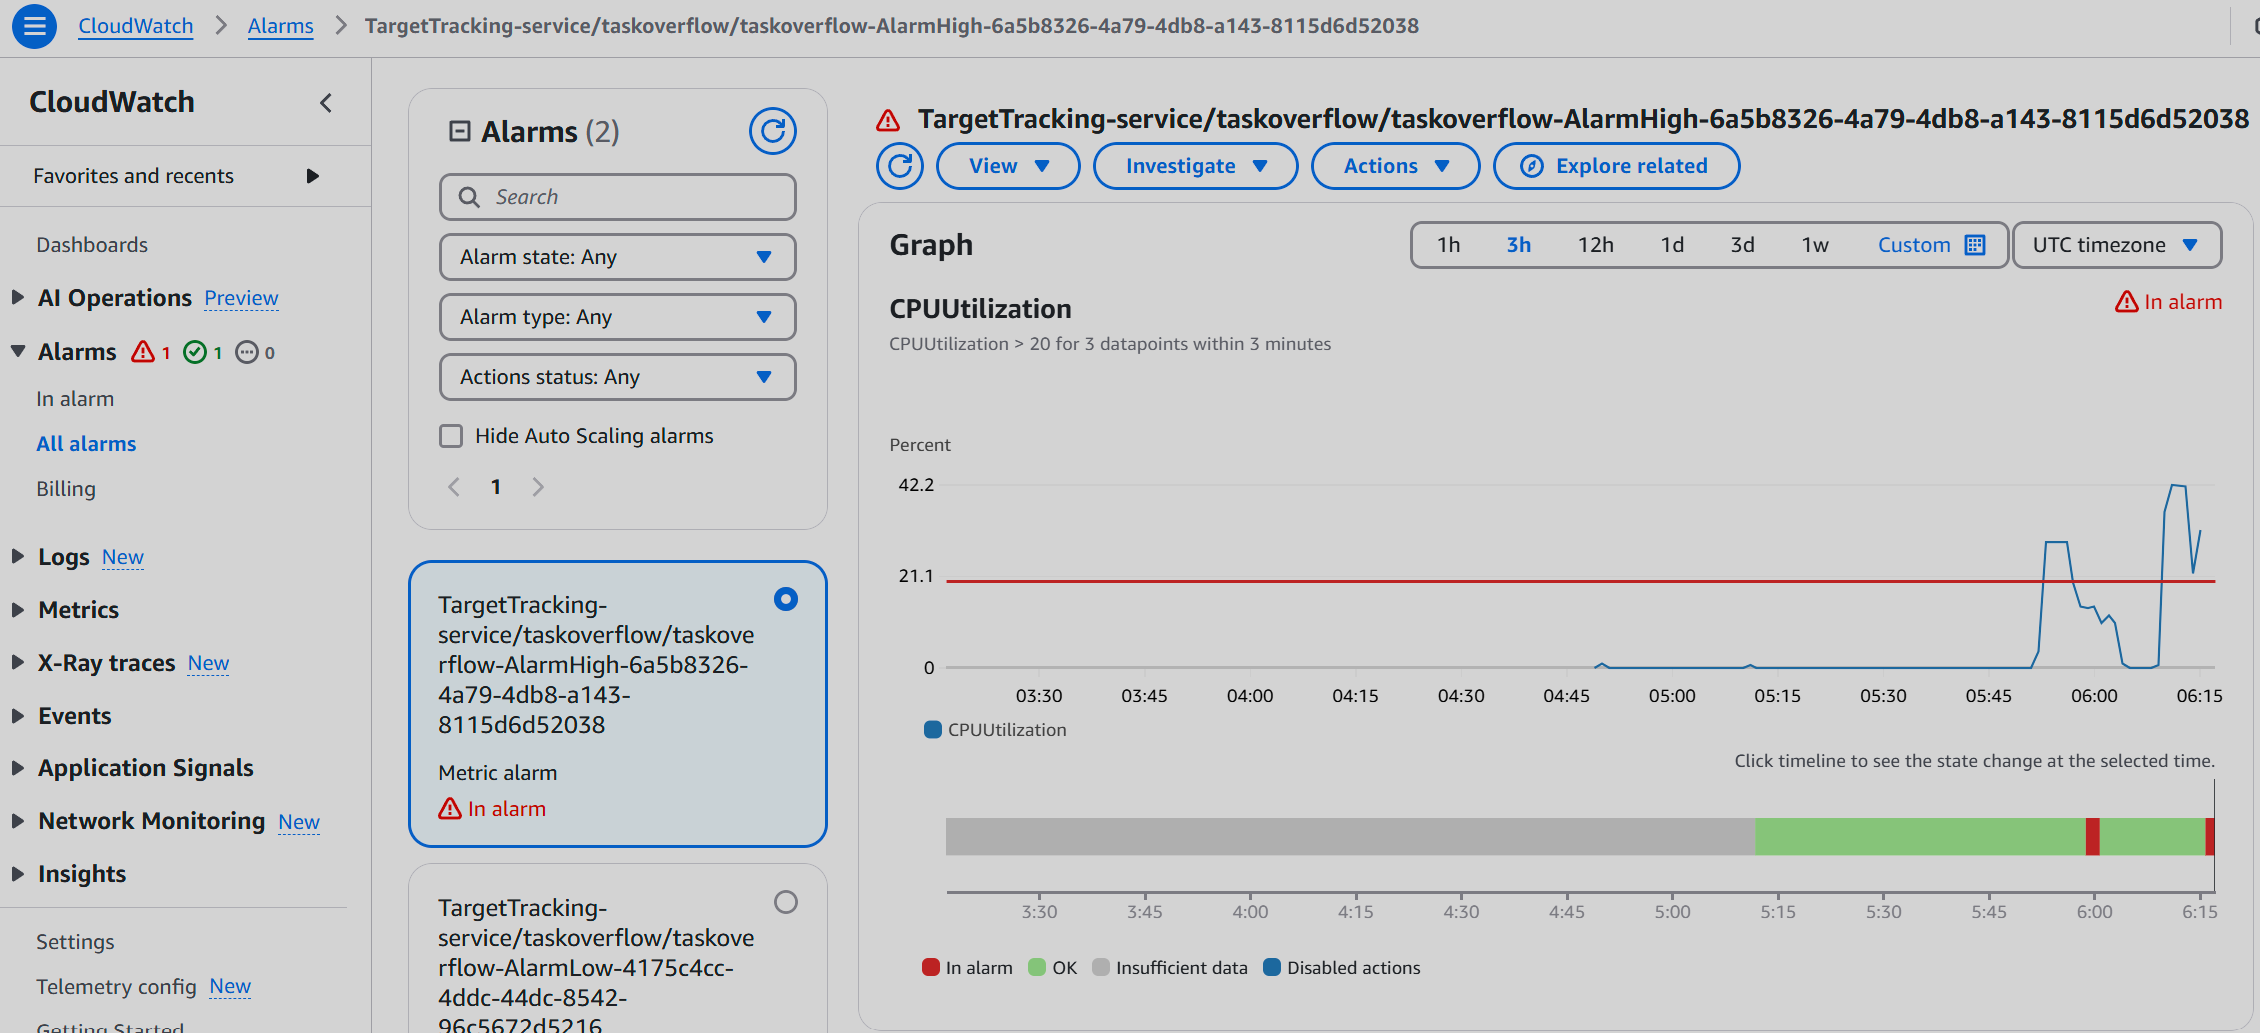 CloudWatch > Alarms > TargetTracking-service/taskoverflow/taskoverflow-AlarmHigh-6a5b8326-4a79-4db8-a143-8115d6d52038
CloudWatch
Favorites and recents
Dashboards
AI Operations Preview
Alarms 1 1 0
In alarm
All alarms
Billing
Logs New
Metrics
X-Ray traces New
Events
Application Signals
Network Monitoring New
Insights
Settings
Telemetry config New
Getting Started
Alarms (2)
Search
Alarm state: Any
Alarm type: Any
Actions status: Any
Hide Auto Scaling alarms
1
TargetTracking-
service/taskoverflow/taskove
rflow-AlarmHigh-6a5b8326-
4a79-4db8-a143-
8115d6d52038
Metric alarm
In alarm
TargetTracking-
service/taskoverflow/taskove
rflow-AlarmLow-4175c4cc-
4ddc-44dc-8542-
96c5672d5216
TargetTracking-service/taskoverflow/taskoverflow-AlarmHigh-6a5b8326-4a79-4db8-a143-8115d6d52038
View Investigate Actions Explore related
Graph
1h 3h 12h 1d 3d 1w Custom UTC timezone
CPUUtilization
In alarm
CPUUtilization > 20 for 3 datapoints within 3 minutes
Percent
42.2
21.1
0
03:30 03:45 04:00 04:15 04:30 04:45 05:00 05:15 05:30 05:45 06:00 06:15
CPUUtilization
Click timeline to see the state change at the selected time.
3:30 3:45 4:00 4:15 4:30 4:45 5:00 5:15 5:30 5:45 6:00 6:15
In alarm OK Insufficient data Disabled actions